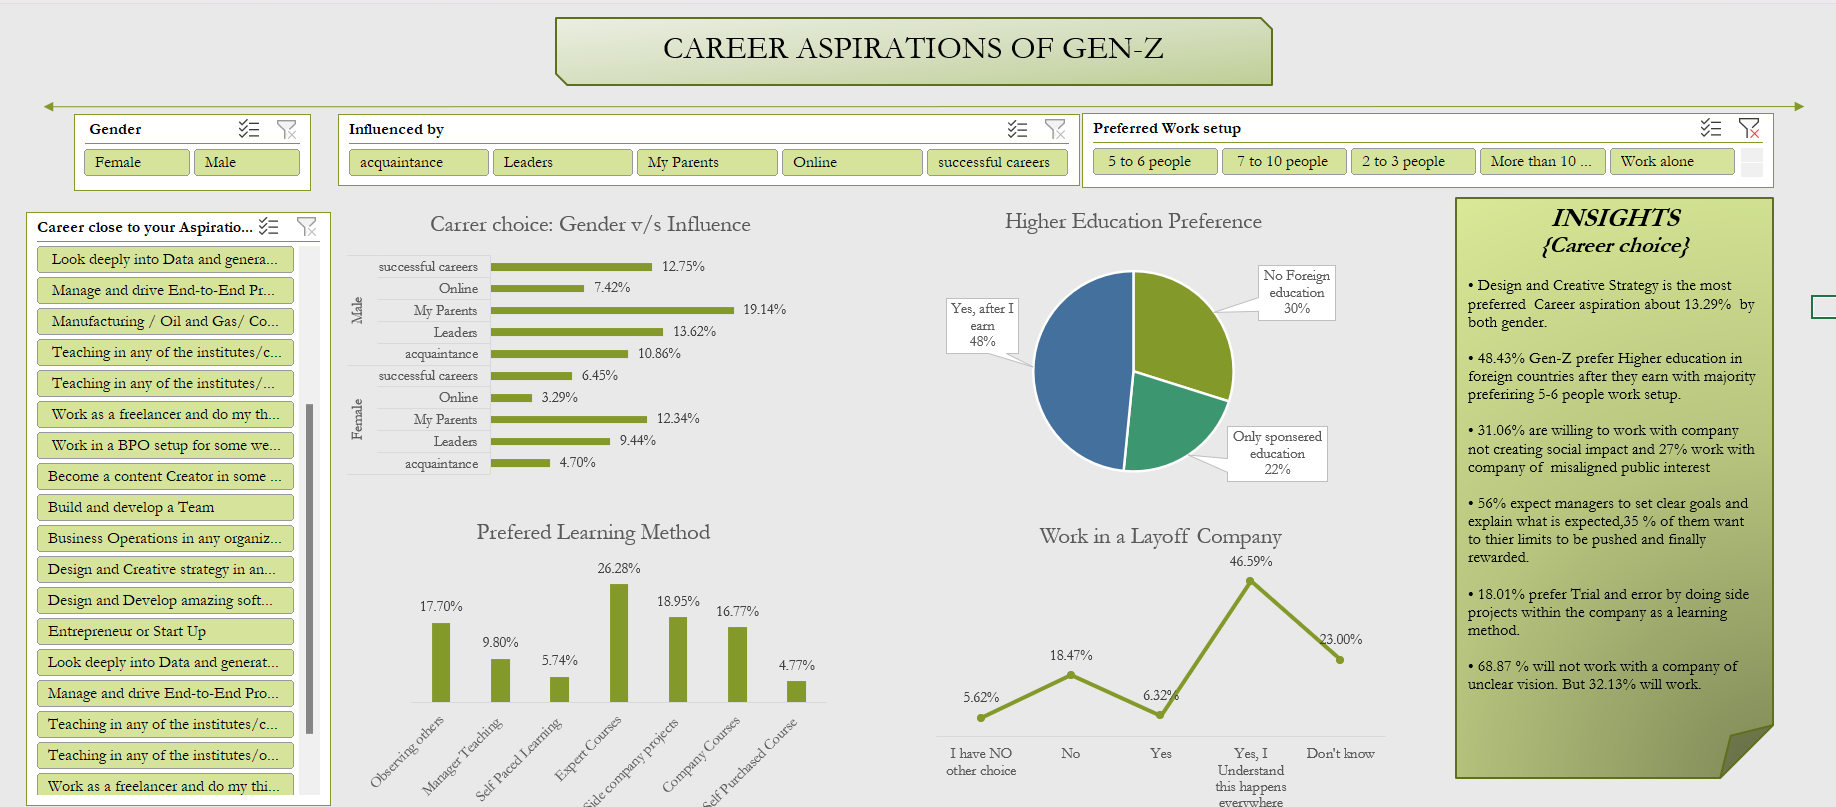 CAREER ASPIRATIONS OF GEN-Z
Gender
Female
Male
Influenced by
acquaintance
Leaders
My Parents
Online
successful careers
Preferred Work setup
5 to 6 people
7 to 10 people
2 to 3 people
More than 10 ...
Work alone
Career close to your Aspiratio...
Look deeply into Data and genera...
Manage and drive End-to-End Pr...
Manufacturing / Oil and Gas/ Co...
Teaching in any of the institutes/c...
Teaching in any of the institutes/...
Work as a freelancer and do my th...
Work in a BPO setup for some we...
Become a content Creator in some ...
Build and develop a Team
Business Operations in any organiz...
Design and Creative strategy in an...
Design and Develop amazing soft...
Entrepreneur or Start Up
Look deeply into Data and generat...
Manage and drive End-to-End Pro...
Teaching in any of the institutes/c...
Teaching in any of the institutes/o...
Work as a freelancer and do my thi...
Carrer choice: Gender v/s Influence
Male
successful careers 12.75%
Online 7.42%
My Parents 19.14%
Leaders 13.62%
acquaintance 10.86%
Female
successful careers 6.45%
Online 3.29%
My Parents 12.34%
Leaders 9.44%
acquaintance 4.70%
Higher Education Preference
No Foreign
education
30%
Yes, after I
earn
48%
Only sponsered
education
22%
Prefered Learning Method
17.70%
9.80%
5.74%
26.28%
18.95%
16.77%
4.77%
Observing others
Manager Teaching
Self Paced Learning
Expert Courses
Side company projects
Company Courses
Self Purchased Course
Work in a Layoff Company
5.62%
18.47%
6.32%
46.59%
23.00%
I have NO
other choice
No
Yes
Yes, I
Understand
this happens
everywhere
Don't know
INSIGHTS
{Career choice}
• Design and Creative Strategy is the most
preferred Career aspiration about 13.29% by
both gender.
• 48.43% Gen-Z prefer Higher education in
foreign countries after they earn with majority
preferiring 5-6 people work setup.
• 31.06% are willing to work with company
not creating social impact and 27% work with
company of misaligned public interest
• 56% expect managers to set clear goals and
explain what is expected,35 % of them want
to thier limits to be pushed and finally
rewarded.
• 18.01% prefer Trial and error by doing side
projects within the company as a learning
method.
• 68.87 % will not work with a company of
unclear vision. But 32.13% will work.